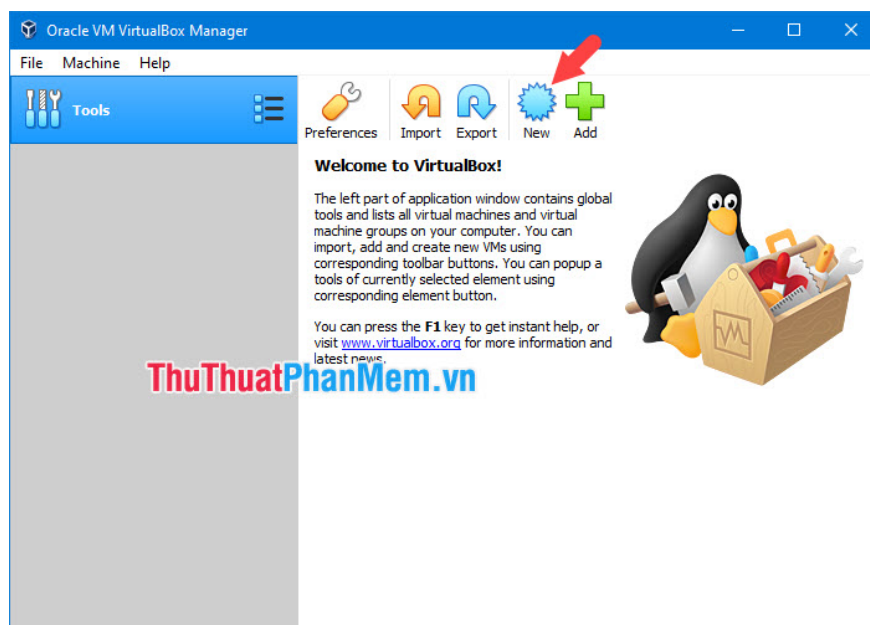 Oracle VM VirtualBox Manager
File Machine Help
Tools
Preferences Import Export New Add
Welcome to VirtualBox!
The left part of application window contains global
tools and lists all virtual machines and virtual
machine groups on your computer. You can
import, add and create new VMs using
corresponding toolbar buttons. You can popup a
tools of currently selected element using
corresponding element button.
You can press the F1 key to get instant help, or
visit www.virtualbox.org for more information and
latest news.
ThuThuatPhanMem.vn